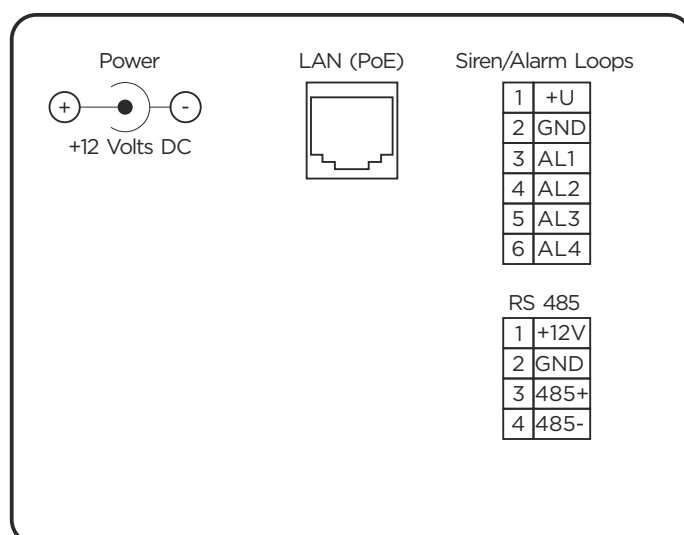 Power
+
-
+12 Volts DC
LAN (PoE)
Siren/Alarm Loops
1 +U
2 GND
3 AL1
4 AL2
5 AL3
6 AL4
RS 485
1 +12V
2 GND
3 485+
4 485-